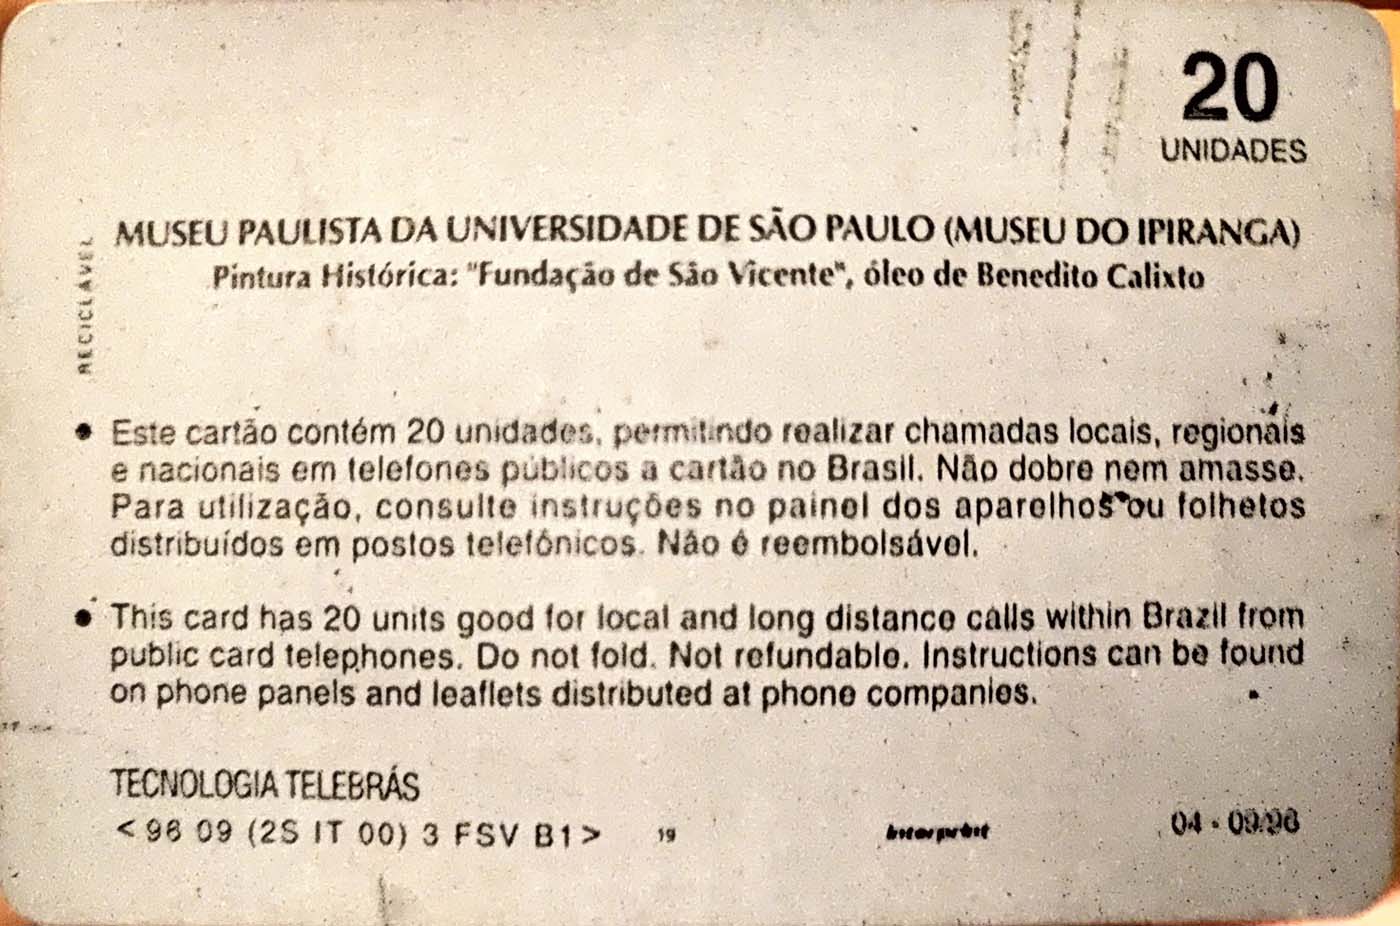 20
UNIDADES
MUSEU PAULISTA DA UNIVERSIDADE DE SÃO PAULO (MUSEU DO IPIRANGA)
Pintura Histórica: "Fundação de São Vicente", óleo de Benedito Calixto
RECICLÁVEL
• Este cartão contém 20 unidades, permitindo realizar chamadas locais, regionais
e nacionais em telefones públicos a cartão no Brasil. Não dobre nem amasse.
Para utilização, consulte instruções no painel dos aparelhos ou folhetos
distribuídos em postos telefônicos. Não é reembolsável.
• This card has 20 units good for local and long distance calls within Brazil from
public card telephones. Do not fold. Not refundable. Instructions can be found
on phone panels and leaflets distributed at phone companies.
TECNOLOGIA TELEBRÁS
< 96 09 (2S IT 00) 3 FSV B1 > 19 interprint 04 - 09/96